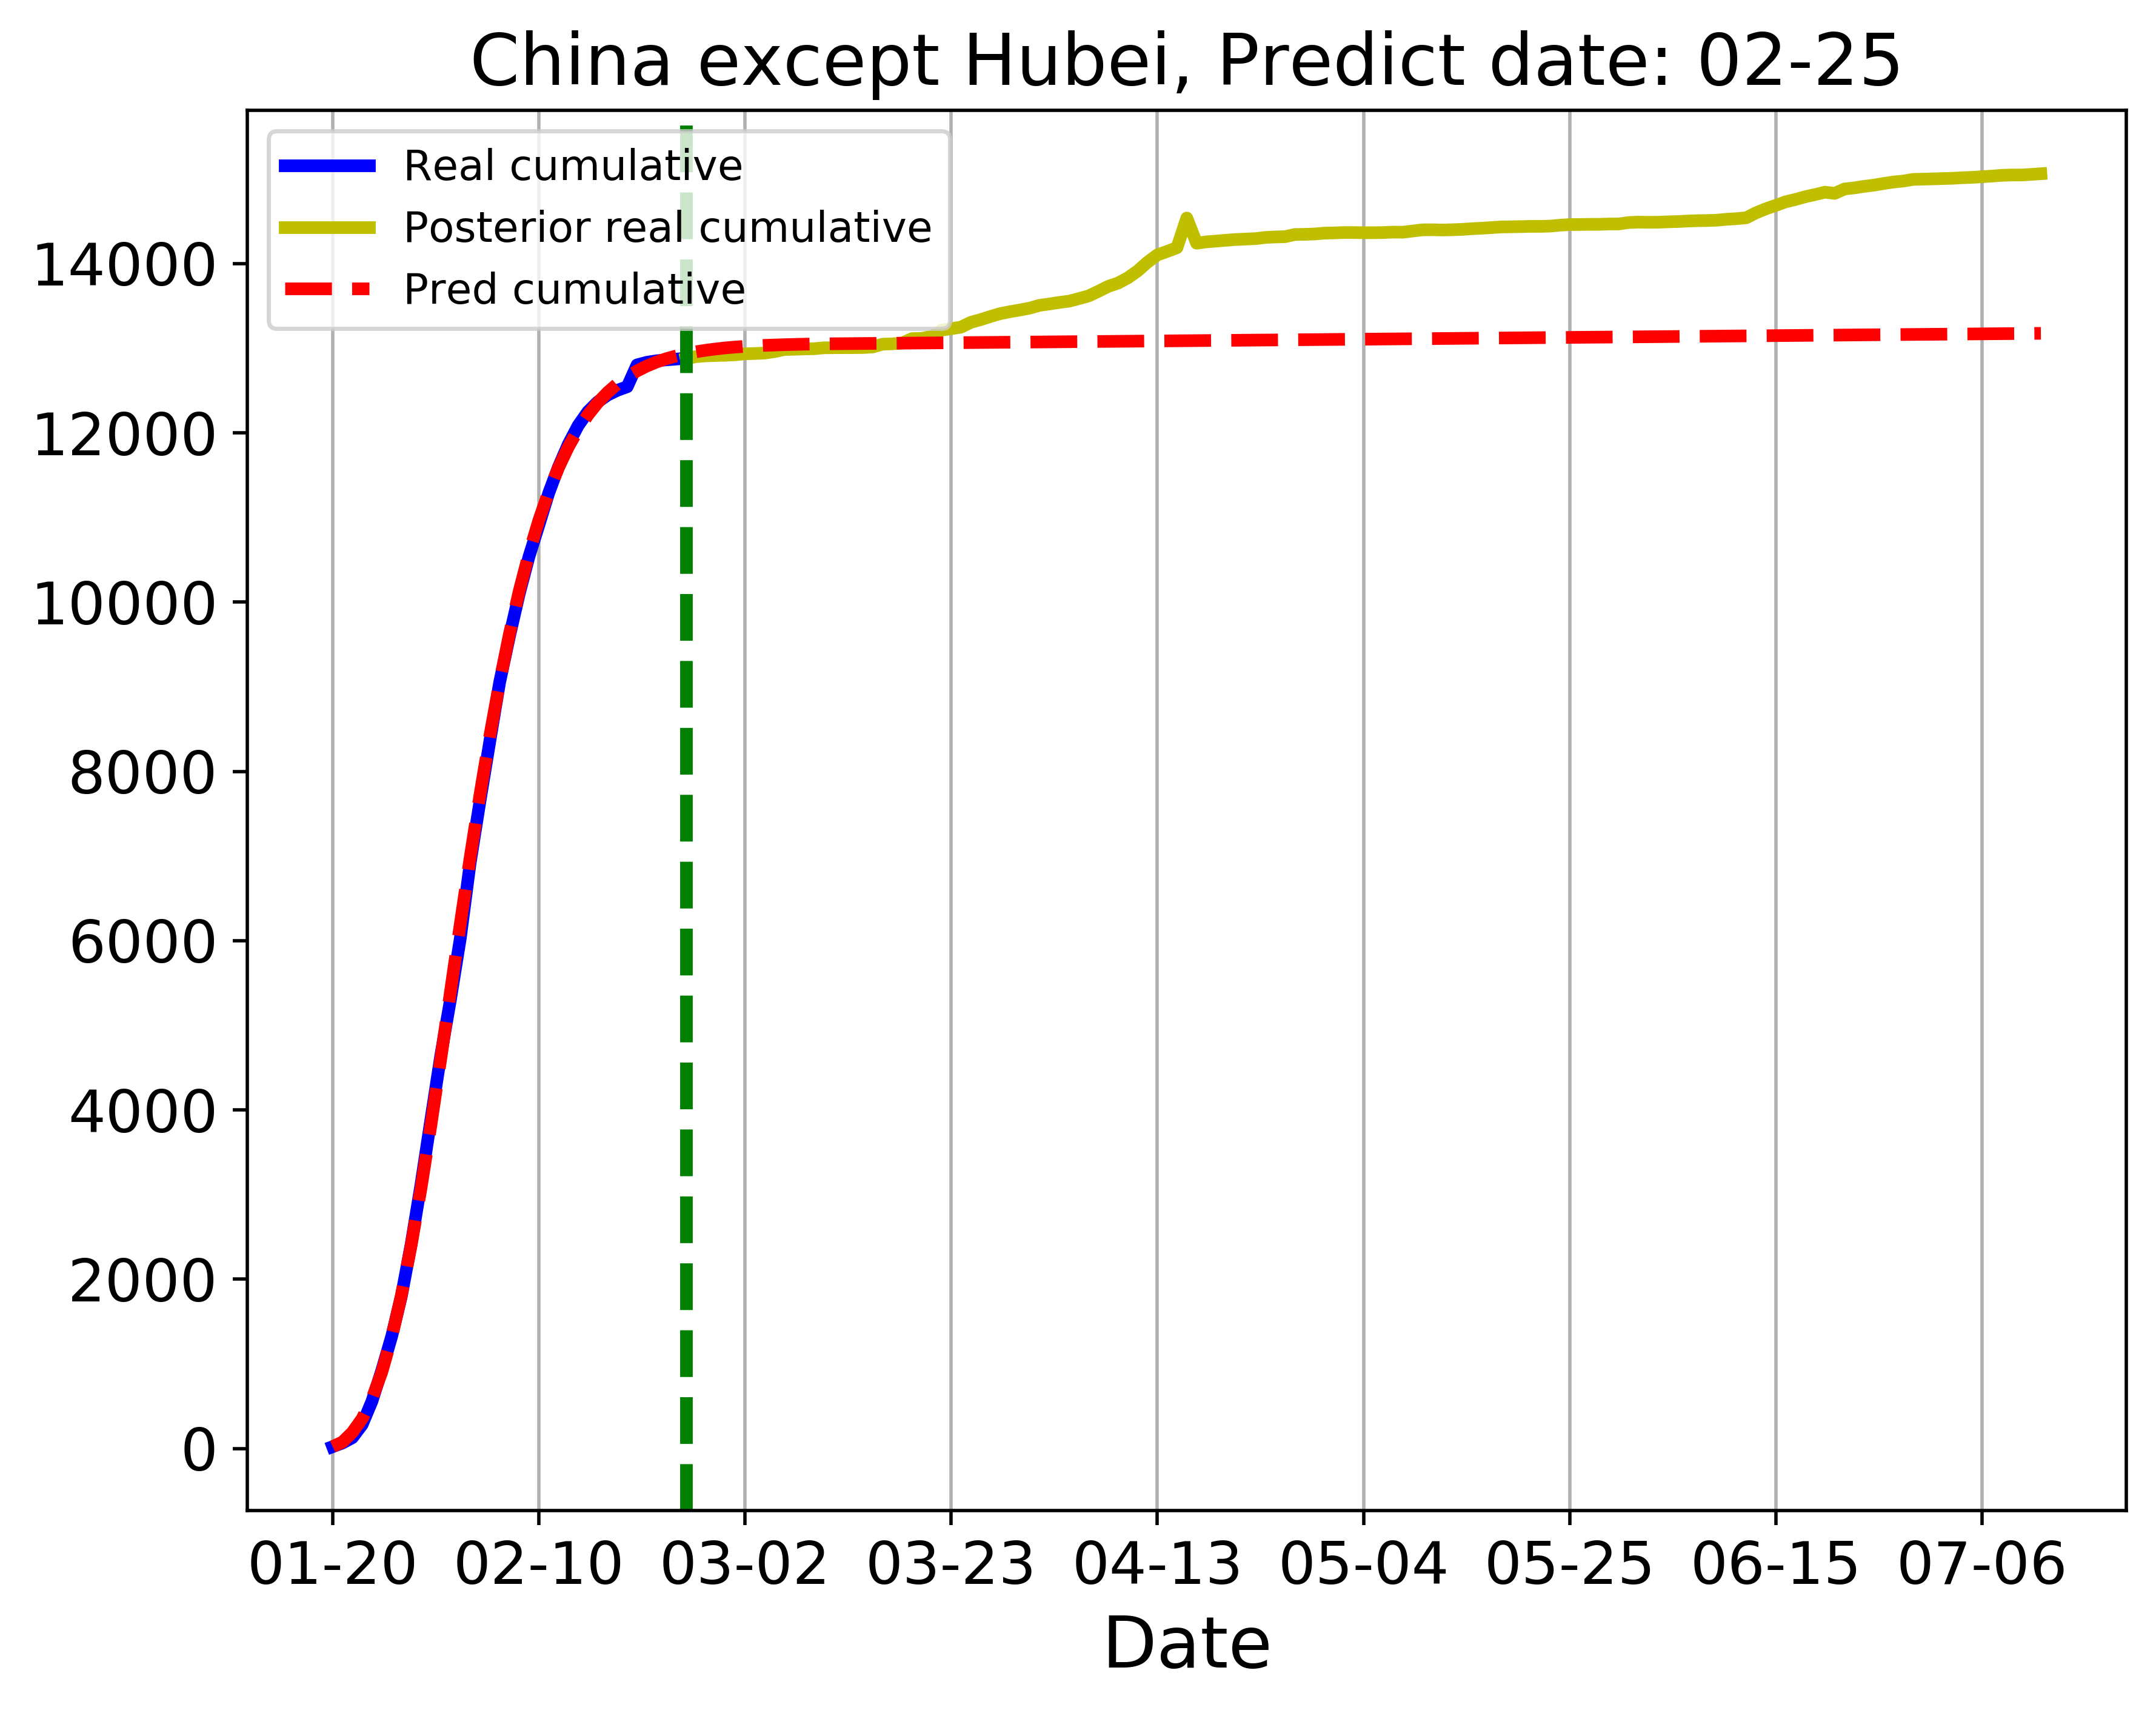 China except Hubei, Predict date: 02-25
Real cumulative
Posterior real cumulative
Pred cumulative
14000
12000
10000
8000
6000
4000
2000
0
01-20 02-10 03-02 03-23 04-13 05-04 05-25 06-15 07-06
Date